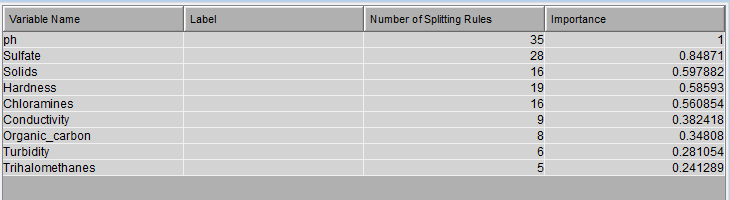 Variable Name Label Number of Splitting Rules Importance
ph 35 1
Sulfate 28 0.84871
Solids 16 0.597882
Hardness 19 0.58593
Chloramines 16 0.560854
Conductivity 9 0.382418
Organic_carbon 8 0.34808
Turbidity 6 0.281054
Trihalomethanes 5 0.241289